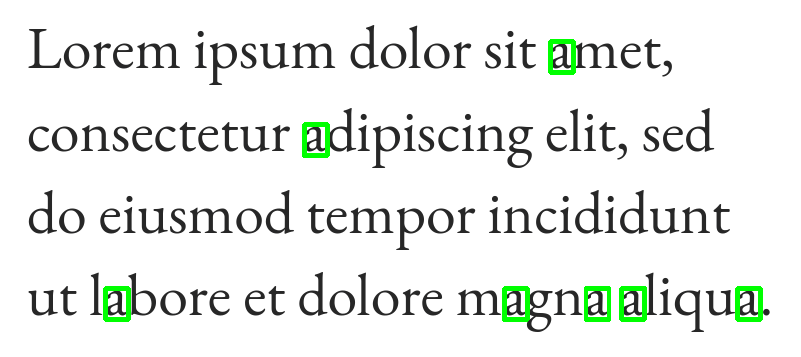 Lorem ipsum dolor sit amet,
consectetur adipiscing elit, sed
do eiusmod tempor incididunt
ut labore et dolore magna aliqua.